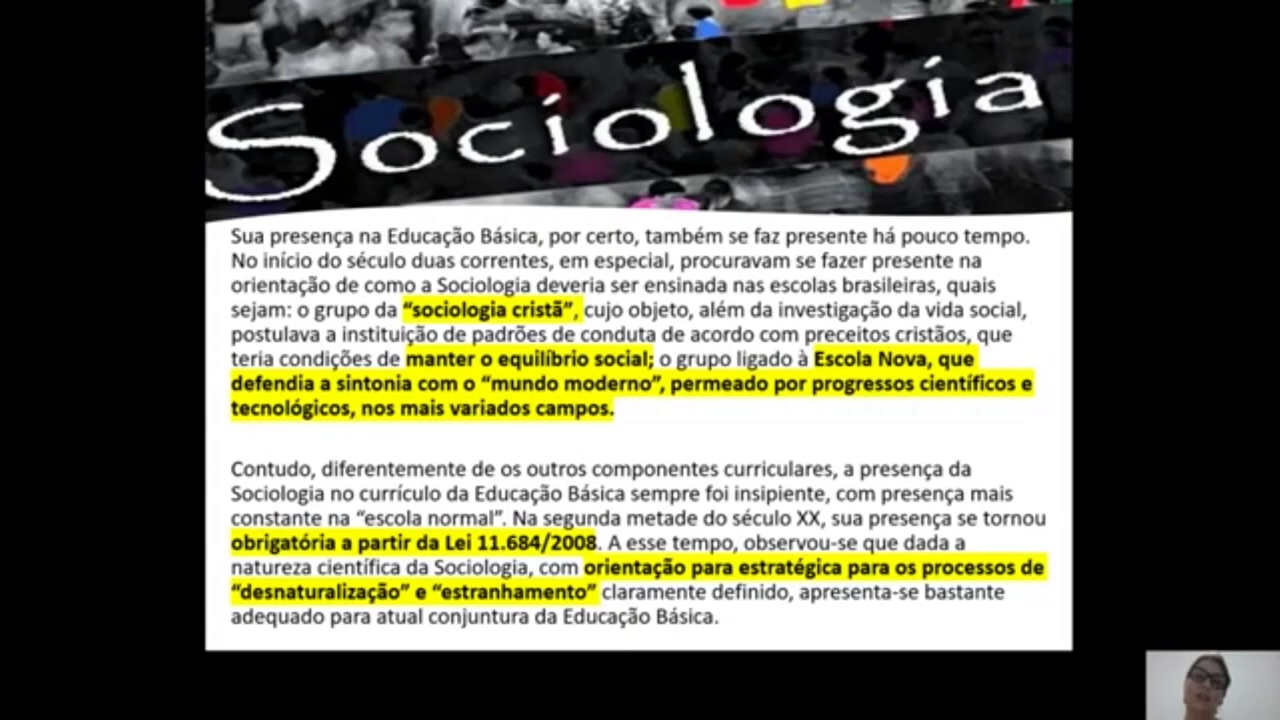 Sociologia
Sua presença na Educação Básica, por certo, também se faz presente há pouco tempo.
No início do século duas correntes, em especial, procuravam se fazer presente na
orientação de como a Sociologia deveria ser ensinada nas escolas brasileiras, quais
sejam: o grupo da “sociologia cristã”, cujo objeto, além da investigação da vida social,
postulava a instituição de padrões de conduta de acordo com preceitos cristãos, que
teria condições de manter o equilíbrio social; o grupo ligado à Escola Nova, que
defendia a sintonia com o “mundo moderno”, permeado por progressos científicos e
tecnológicos, nos mais variados campos.
Contudo, diferentemente de os outros componentes curriculares, a presença da
Sociologia no currículo da Educação Básica sempre foi insipiente, com presença mais
constante na “escola normal”. Na segunda metade do século XX, sua presença se tornou
obrigatória a partir da Lei 11.684/2008. A esse tempo, observou-se que dada a
natureza científica da Sociologia, com orientação para estratégica para os processos de
“desnaturalização” e “estranhamento” claramente definido, apresenta-se bastante
adequado para atual conjuntura da Educação Básica.